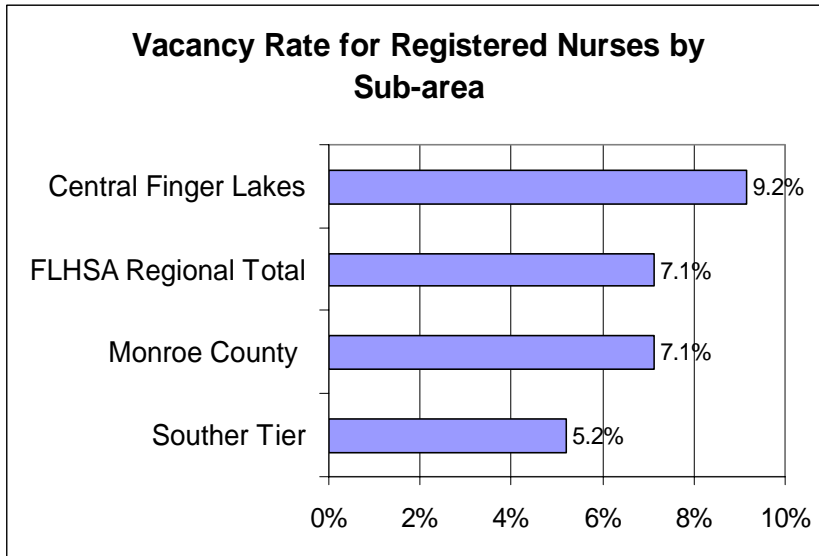 Vacancy Rate for Registered Nurses by
Sub-area
Central Finger Lakes
9.2%
FLHSA Regional Total
7.1%
Monroe County
7.1%
Souther Tier
5.2%
0% 2% 4% 6% 8% 10%